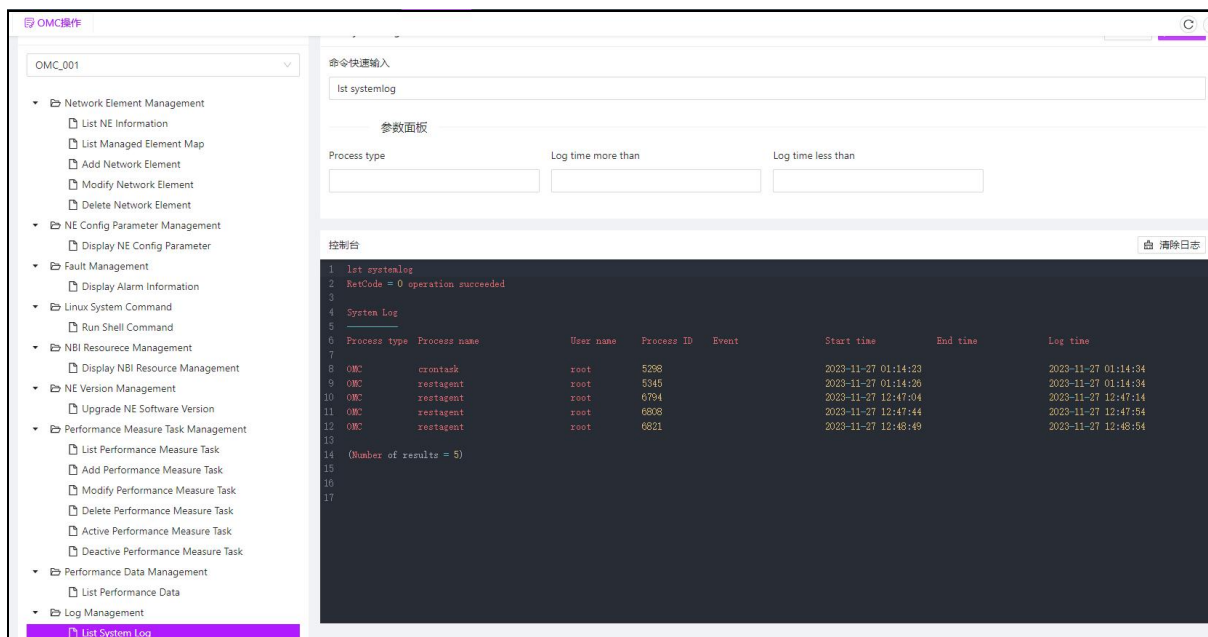 OMC操作
OMC_001
Network Element Management
List NE Information
List Managed Element Map
Add Network Element
Modify Network Element
Delete Network Element
NE Config Parameter Management
Display NE Config Parameter
Fault Management
Display Alarm Information
Linux System Command
Run Shell Command
NBI Resourece Management
Display NBI Resource Management
NE Version Management
Upgrade NE Software Version
Performance Measure Task Management
List Performance Measure Task
Add Performance Measure Task
Modify Performance Measure Task
Delete Performance Measure Task
Active Performance Measure Task
Deactive Performance Measure Task
Performance Data Management
List Performance Data
Log Management
List System Log
命令快速输入
lst systemlog
参数面板
Process type Log time more than Log time less than
控制台 清除日志
1 lst systemlog
2 RetCode = 0 operation succeeded
3
4 System Log
5 ----------
6 Process type Process name User name Process ID Event Start time End time Log time
7
8 OMC crontask root 5298 2023-11-27 01:14:23 2023-11-27 01:14:34
9 OMC restagent root 5345 2023-11-27 01:14:26 2023-11-27 01:14:34
10 OMC restagent root 6794 2023-11-27 12:47:04 2023-11-27 12:47:14
11 OMC restagent root 6808 2023-11-27 12:47:44 2023-11-27 12:47:54
12 OMC restagent root 6821 2023-11-27 12:48:49 2023-11-27 12:48:54
13
14 (Number of results = 5)
15
16
17